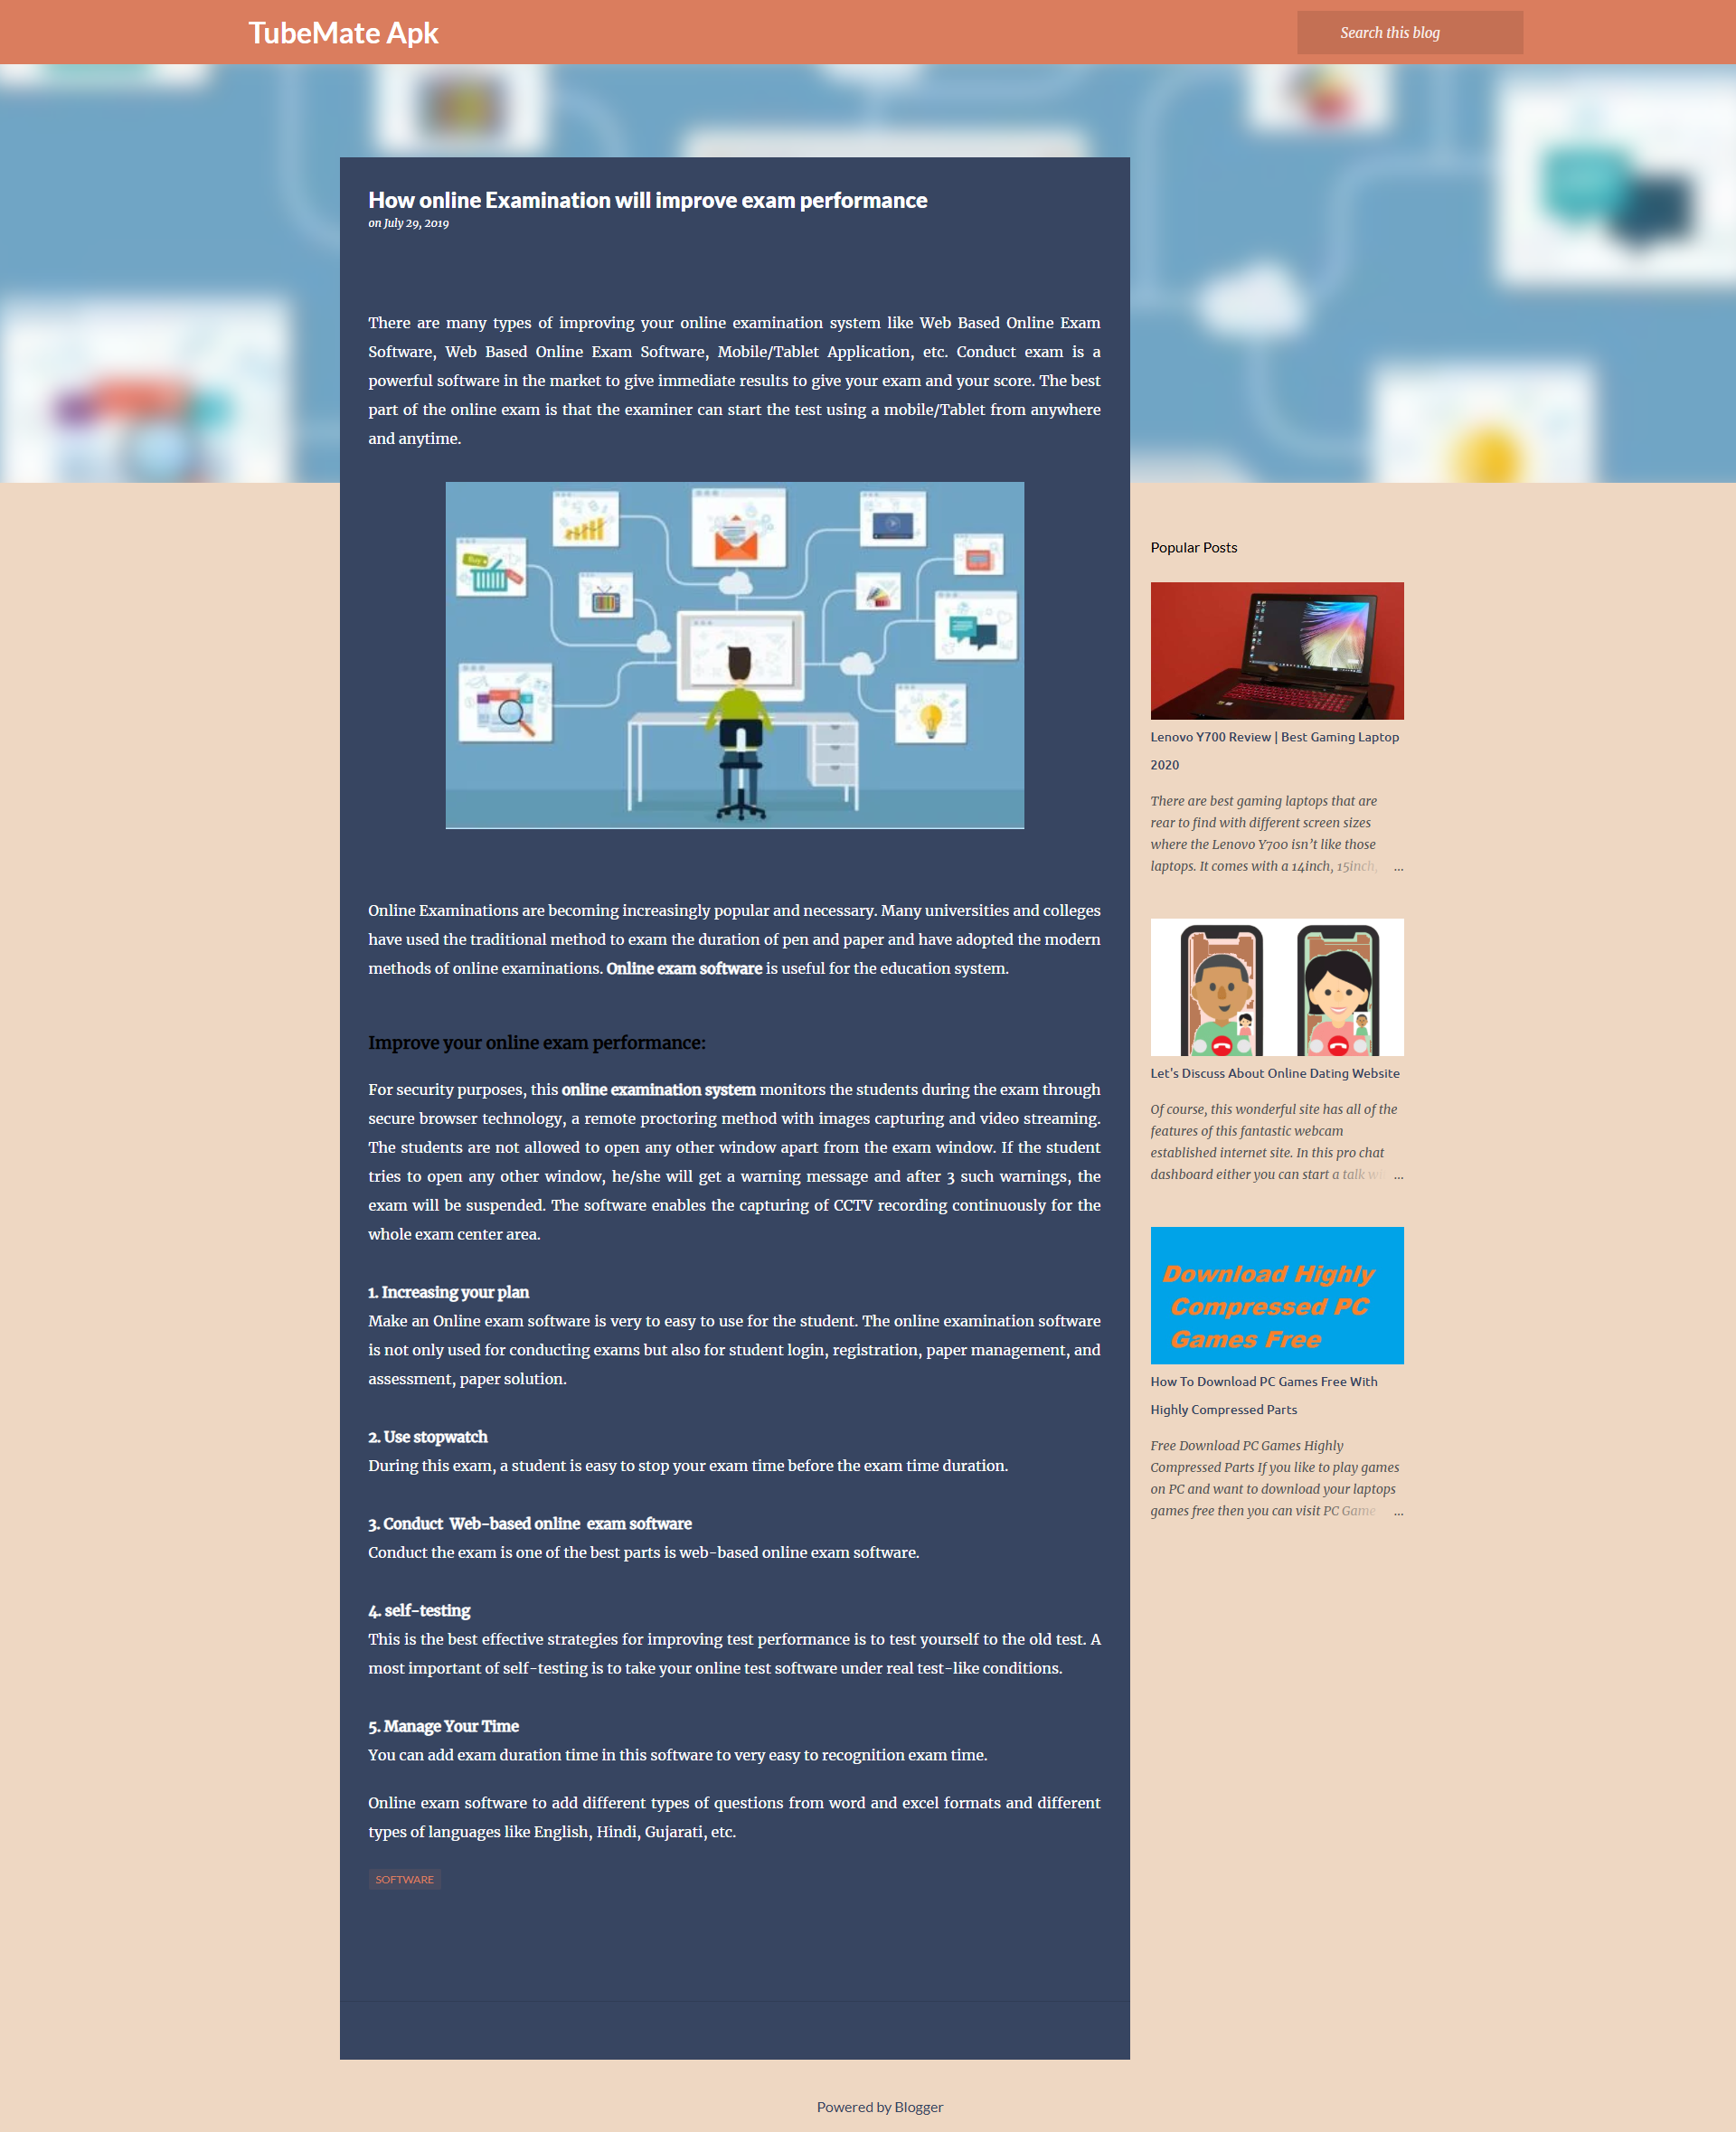 TubeMate Apk
Search this blog
How online Examination will improve exam performance
on July 29, 2019
There are many types of improving your online examination system like Web Based Online Exam
Software, Web Based Online Exam Software, Mobile/Tablet Application, etc. Conduct exam is a
powerful software in the market to give immediate results to give your exam and your score. The best
part of the online exam is that the examiner can start the test using a mobile/Tablet from anywhere
and anytime.
Online Examinations are becoming increasingly popular and necessary. Many universities and colleges
have used the traditional method to exam the duration of pen and paper and have adopted the modern
methods of online examinations. Online exam software is useful for the education system.
Improve your online exam performance:
For security purposes, this online examination system monitors the students during the exam through
secure browser technology, a remote proctoring method with images capturing and video streaming.
The students are not allowed to open any other window apart from the exam window. If the student
tries to open any other window, he/she will get a warning message and after 3 such warnings, the
exam will be suspended. The software enables the capturing of CCTV recording continuously for the
whole exam center area.
1. Increasing your plan
Make an Online exam software is very to easy to use for the student. The online examination software
is not only used for conducting exams but also for student login, registration, paper management, and
assessment, paper solution.
2. Use stopwatch
During this exam, a student is easy to stop your exam time before the exam time duration.
3. Conduct  Web-based online  exam software
Conduct the exam is one of the best parts is web-based online exam software.
4. self-testing
This is the best effective strategies for improving test performance is to test yourself to the old test. A
most important of self-testing is to take your online test software under real test-like conditions.
5. Manage Your Time
You can add exam duration time in this software to very easy to recognition exam time.
Online exam software to add different types of questions from word and excel formats and different
types of languages like English, Hindi, Gujarati, etc.
SOFTWARE
Popular Posts
Lenovo Y700 Review | Best Gaming Laptop
2020
There are best gaming laptops that are
rear to find with different screen sizes
where the Lenovo Y700 isn't like those
laptops. It comes with a 14inch, 15inch, ...
Let's Discuss About Online Dating Website
Of course, this wonderful site has all of the
features of this fantastic webcam
established internet site. In this pro chat
dashboard either you can start a talk ...
Download Highly
Compressed PC
Games Free
How To Download PC Games Free With
Highly Compressed Parts
Free Download PC Games Highly
Compressed Parts If you like to play games
on PC and want to download your laptops
games free then you can visit PC Game ...
Powered by Blogger